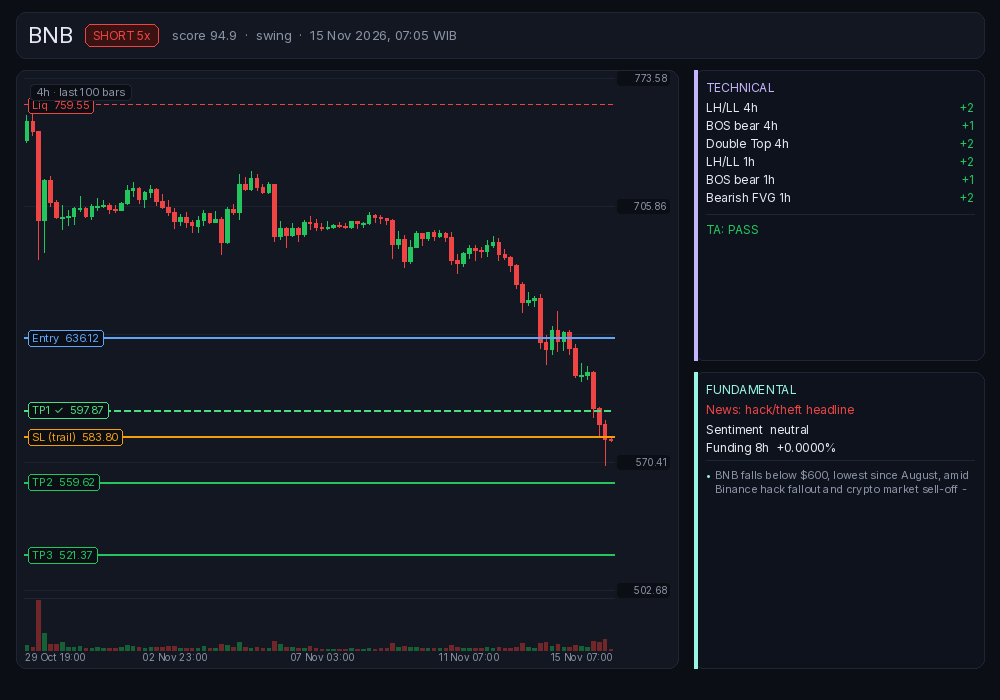 BNB SHORT 5x score 94.9 · swing · 15 Nov 2026, 07:05 WIB
4h · last 100 bars
773.58
Liq 759.55
705.86
Entry 636.12
TP1 ✓ 597.87
SL (trail) 583.80
570.41
TP2 559.62
TP3 521.37
502.68
29 Oct 19:00 02 Nov 23:00 07 Nov 03:00 11 Nov 07:00 15 Nov 07:00
TECHNICAL
LH/LL 4h +2
BOS bear 4h +1
Double Top 4h +2
LH/LL 1h +2
BOS bear 1h +1
Bearish FVG 1h +2
TA: PASS
FUNDAMENTAL
News: hack/theft headline
Sentiment neutral
Funding 8h +0.0000%
• BNB falls below $600, lowest since August, amid
Binance hack fallout and crypto market sell-off -